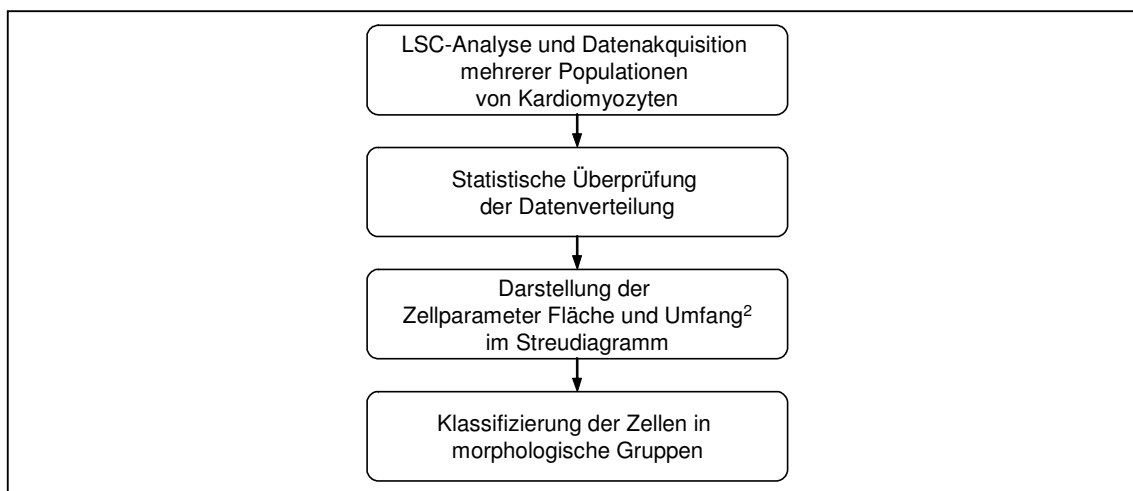 LSC-Analyse und Datenakquisition
mehrerer Populationen
von Kardiomyozyten
Statistische Überprüfung
der Datenverteilung
Darstellung der
Zellparameter Fläche und Umfang²
im Streudiagramm
Klassifizierung der Zellen in
morphologische Gruppen